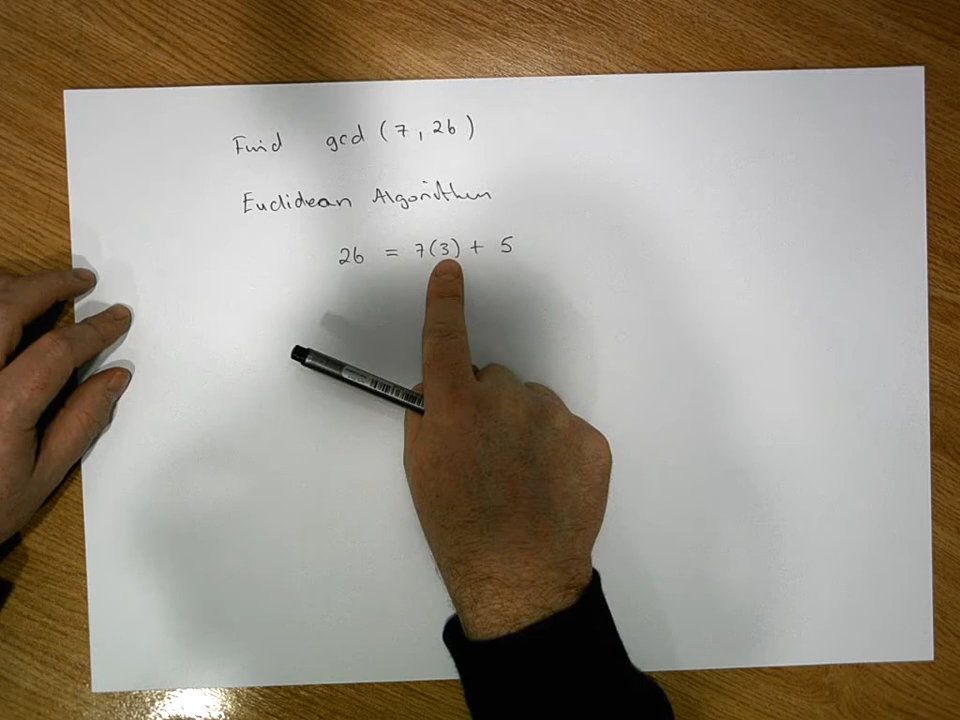 Find gcd (7, 26)
Euclidean Algorithm
26 = 7(3) + 5